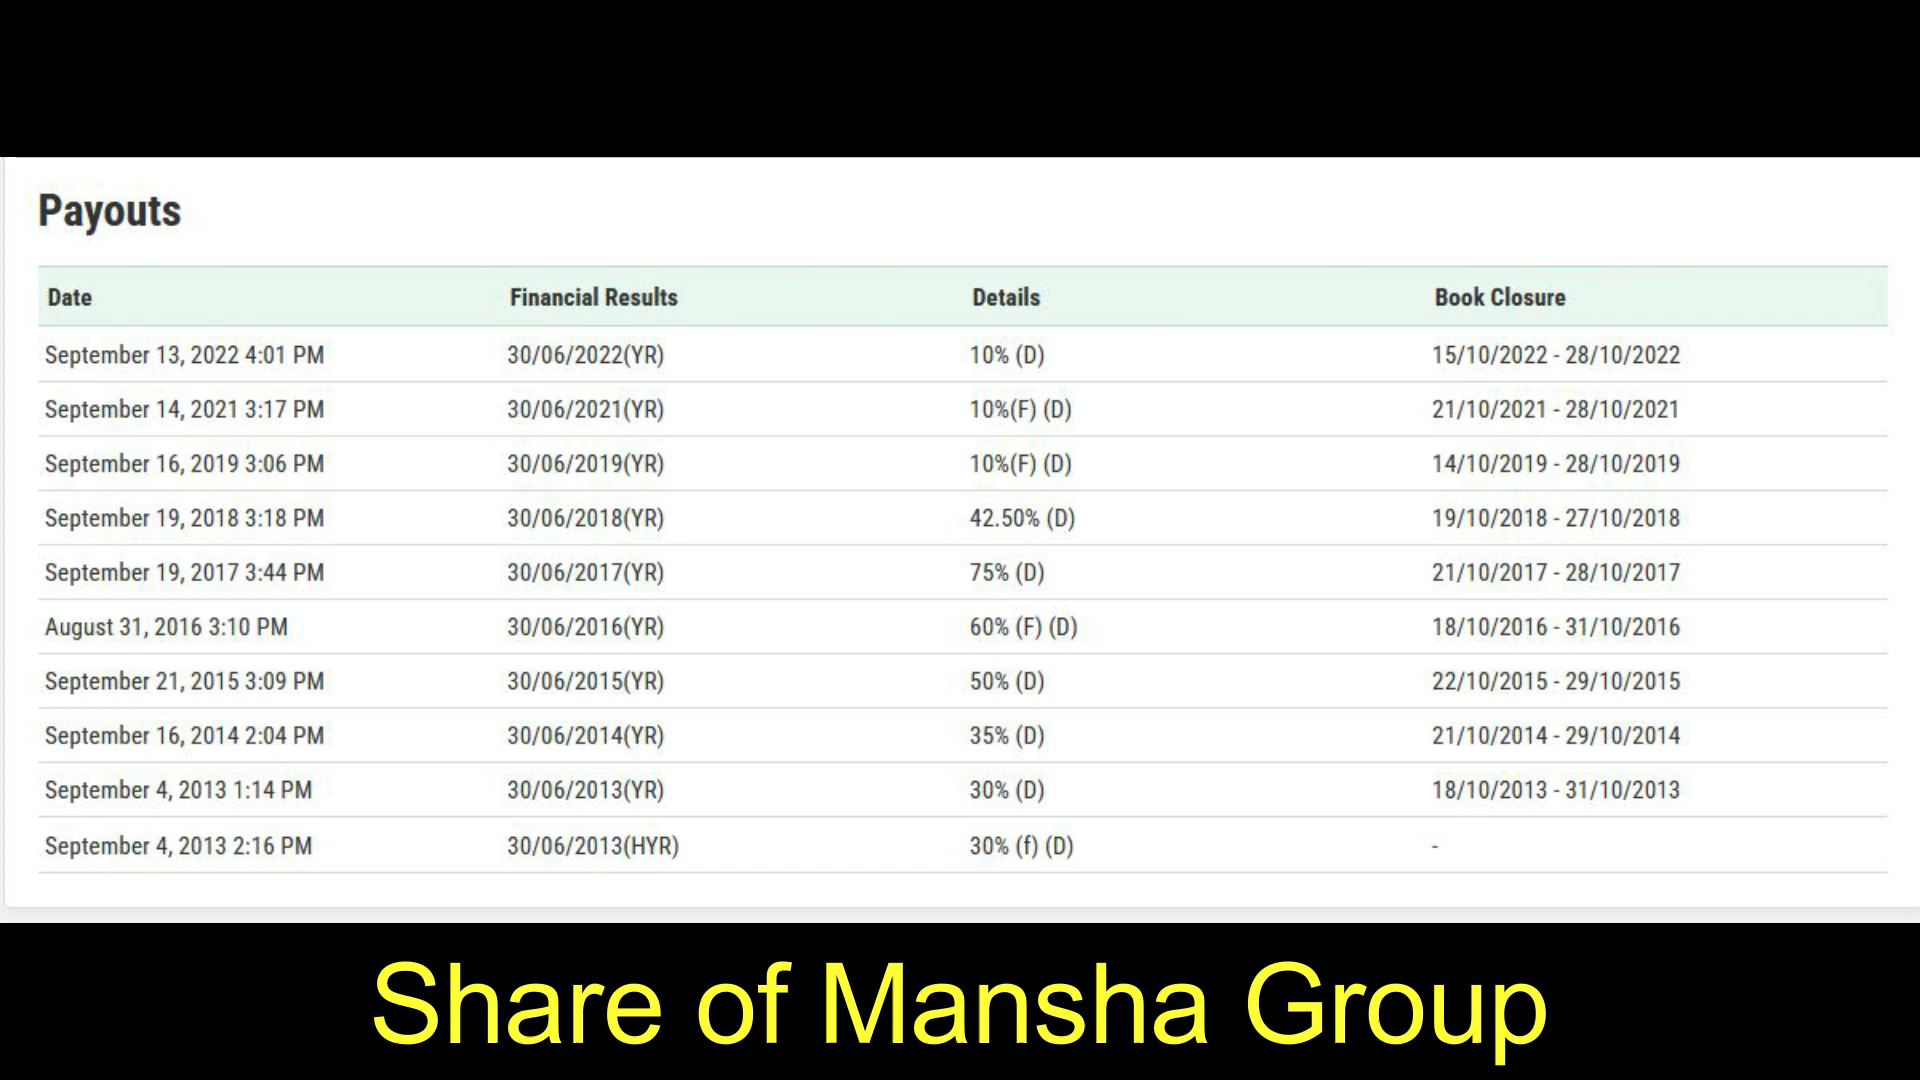 Payouts
Date Financial Results Details Book Closure
September 13, 2022 4:01 PM 30/06/2022(YR) 10% (D) 15/10/2022 - 28/10/2022
September 14, 2021 3:17 PM 30/06/2021(YR) 10%(F) (D) 21/10/2021 - 28/10/2021
September 16, 2019 3:06 PM 30/06/2019(YR) 10%(F) (D) 14/10/2019 - 28/10/2019
September 19, 2018 3:18 PM 30/06/2018(YR) 42.50% (D) 19/10/2018 - 27/10/2018
September 19, 2017 3:44 PM 30/06/2017(YR) 75% (D) 21/10/2017 - 28/10/2017
August 31, 2016 3:10 PM 30/06/2016(YR) 60% (F) (D) 18/10/2016 - 31/10/2016
September 21, 2015 3:09 PM 30/06/2015(YR) 50% (D) 22/10/2015 - 29/10/2015
September 16, 2014 2:04 PM 30/06/2014(YR) 35% (D) 21/10/2014 - 29/10/2014
September 4, 2013 1:14 PM 30/06/2013(YR) 30% (D) 18/10/2013 - 31/10/2013
September 4, 2013 2:16 PM 30/06/2013(HYR) 30% (f) (D) -
Share of Mansha Group